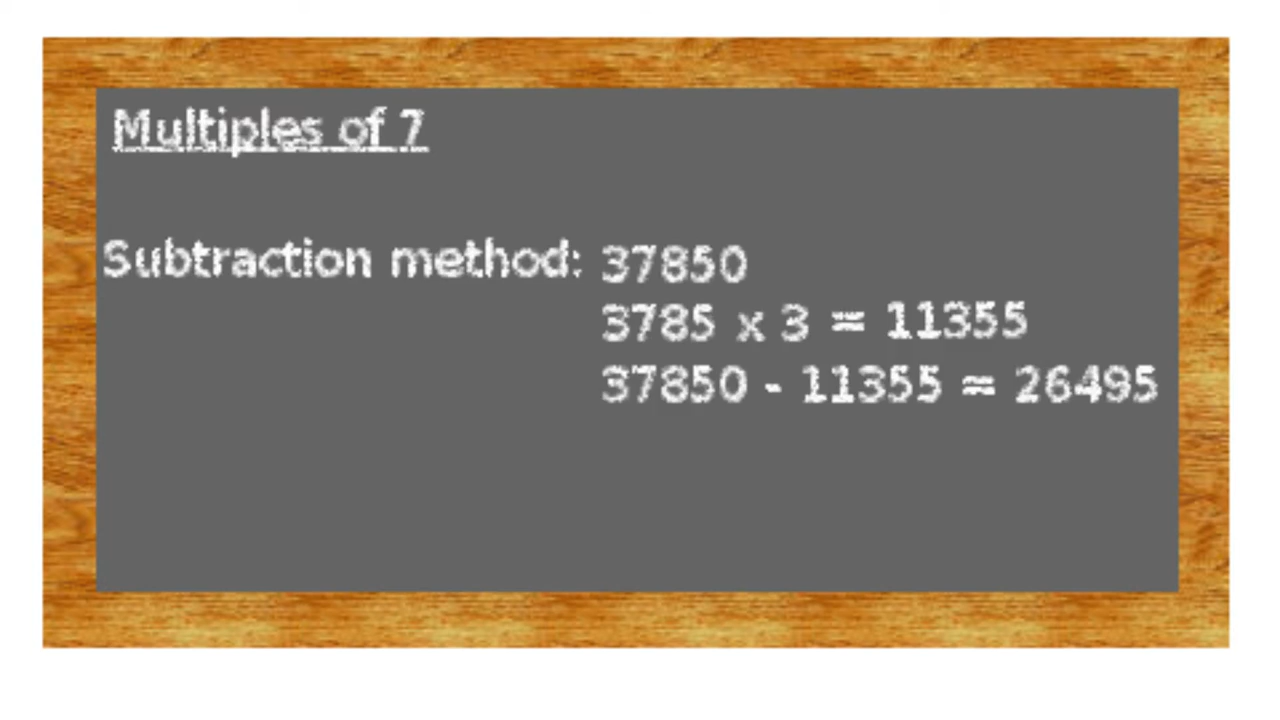 Multiples of 7
Subtraction method: 37850
3785 x 3 = 11355
37850 - 11355 = 26495